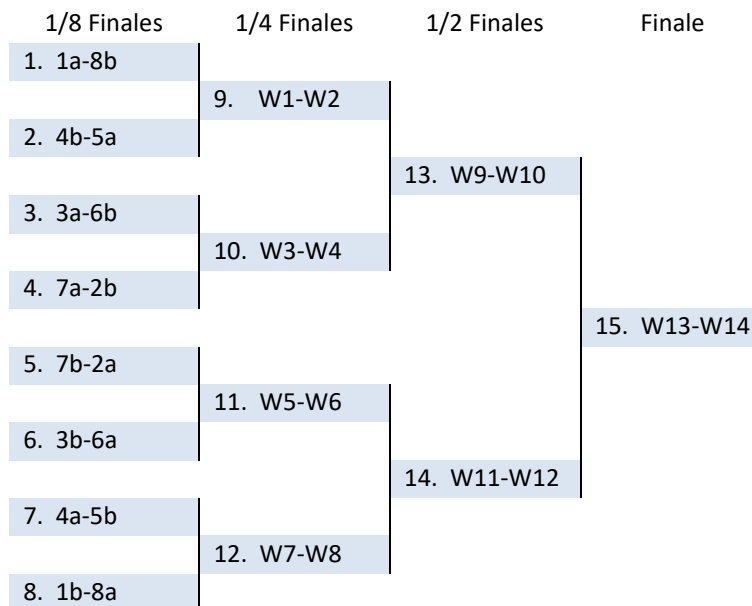 1/8 Finales 1/4 Finales 1/2 Finales Finale
1. 1a-8b
9. W1-W2
2. 4b-5a
13. W9-W10
3. 3a-6b
10. W3-W4
4. 7a-2b
15. W13-W14
5. 7b-2a
11. W5-W6
6. 3b-6a
14. W11-W12
7. 4a-5b
12. W7-W8
8. 1b-8a